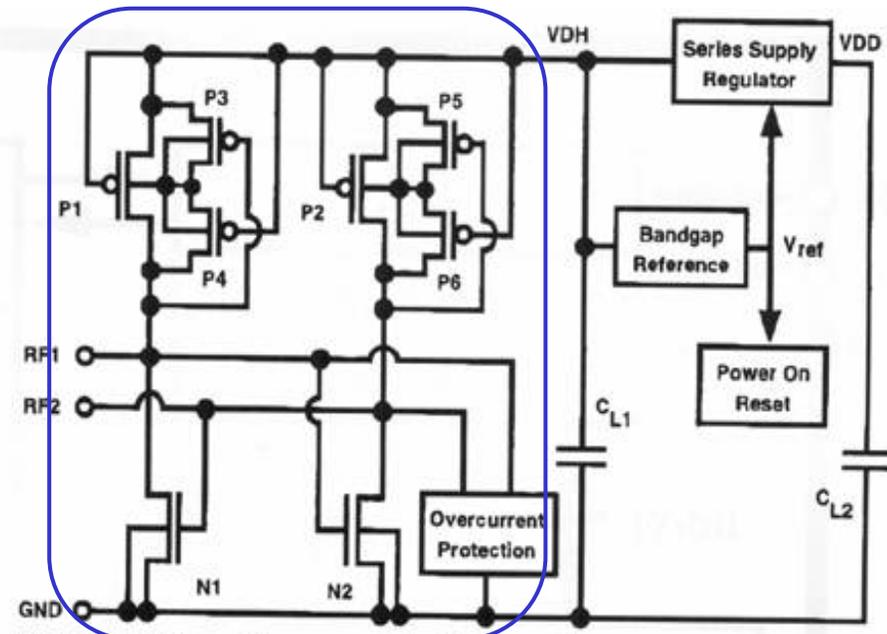 VDH
Series Supply
Regulator
VDD
P3
P5
P1
P2
P4
P6
Bandgap
Reference
Vref
RF1
RF2
Power On
Reset
CL1
CL2
Overcurrent
Protection
N1
N2
GND